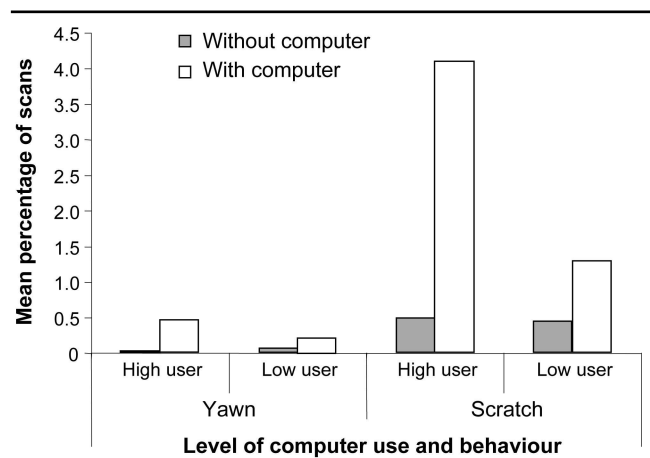 4.5
4.0
3.5
3.0
2.5
2.0
1.5
1.0
0.5
0
Mean percentage of scans
Without computer
With computer
High user Low user High user Low user
Yawn Scratch
Level of computer use and behaviour